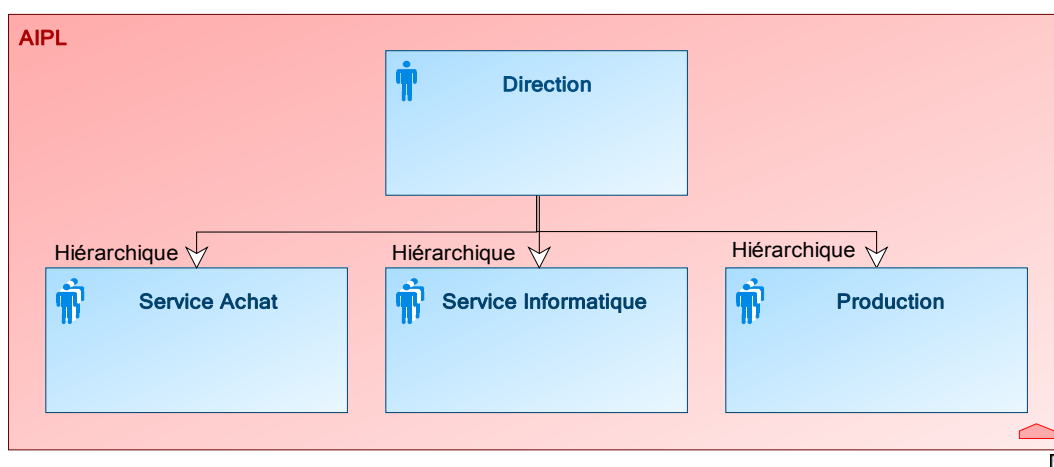 AIPL
Direction
Hiérarchique
Hiérarchique
Hiérarchique
Service Achat
Service Informatique
Production